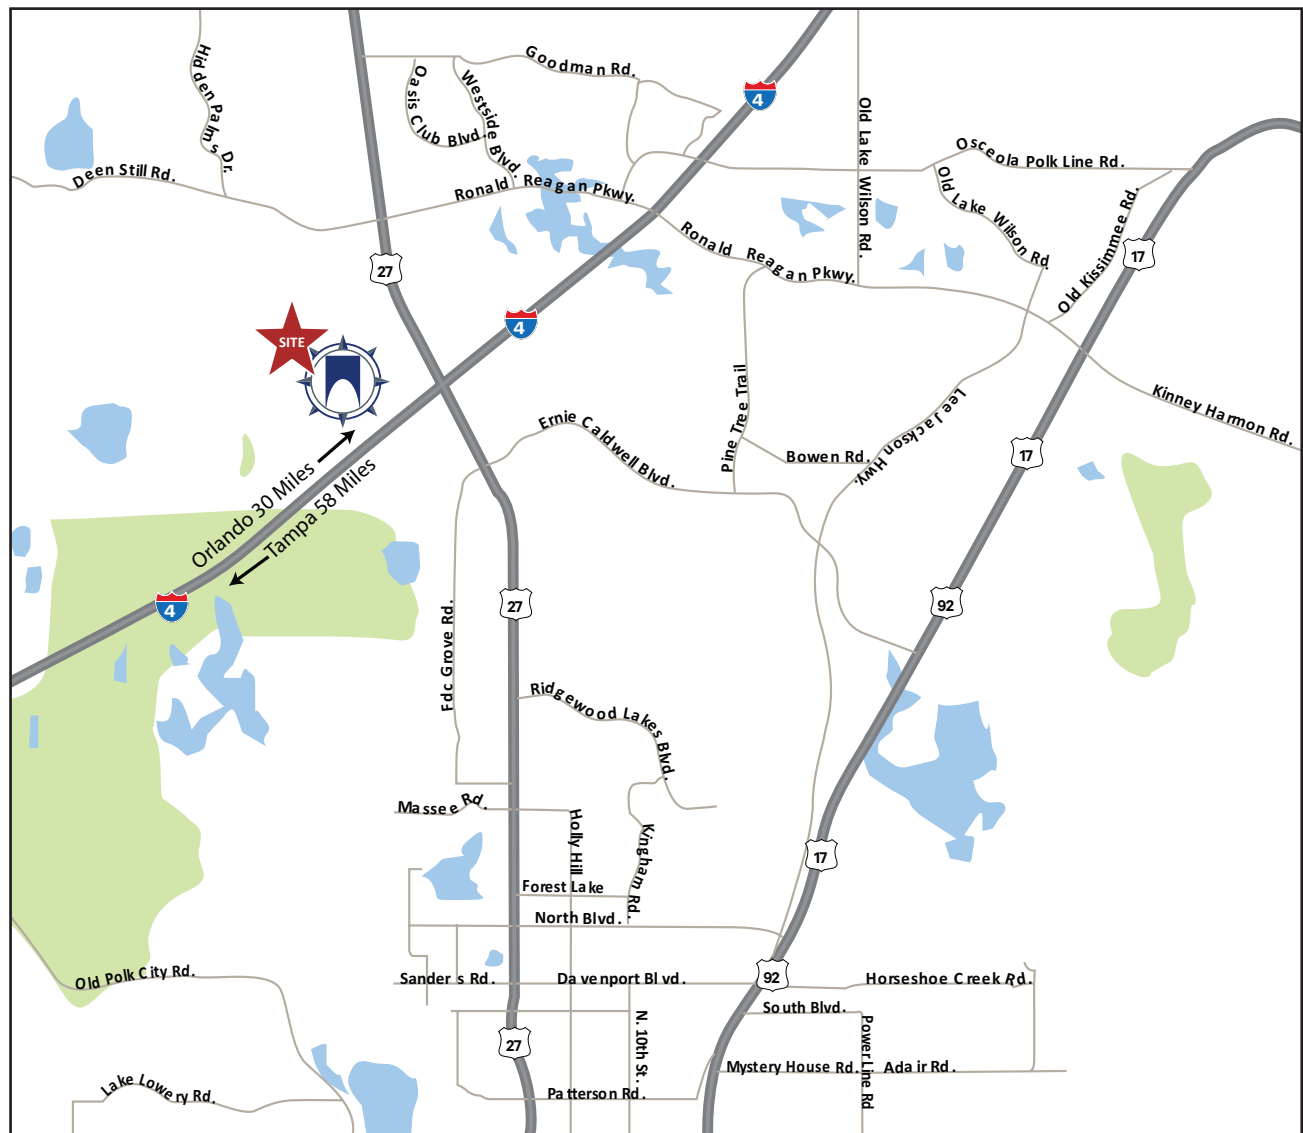 Hidden Palms Dr.
Oasis Club Blvd.
Westside Blvd.
Goodman Rd.
4
Old Lake Wilson Rd.
Osceola Polk Line Rd.
Deen Still Rd.
Ronald Reagan Pkwy.
Old Lake Wilson Rd.
Old Kissimmee Rd.
Ronald Reagan Pkwy.
17
27
4
SITE
Kinney Harmon Rd.
Pine Tree Trail
Lee Jackson Hwy.
Ernie Caldwell Blvd.
Bowen Rd.
17
Orlando 30 Miles
Tampa 58 Miles
4
27
92
Fdc Grove Rd.
Ridgewood Lakes Blvd.
Massee Rd.
Holly Hill
Kingham Rd.
17
Forest Lake
North Blvd.
Old Polk City Rd.
Sanders Rd.
Davenport Blvd.
92
Horseshoe Creek Rd.
South Blvd.
27
N. 10th St.
Power Line Rd
Mystery House Rd.
Adair Rd.
Lake Lowery Rd.
Patterson Rd.